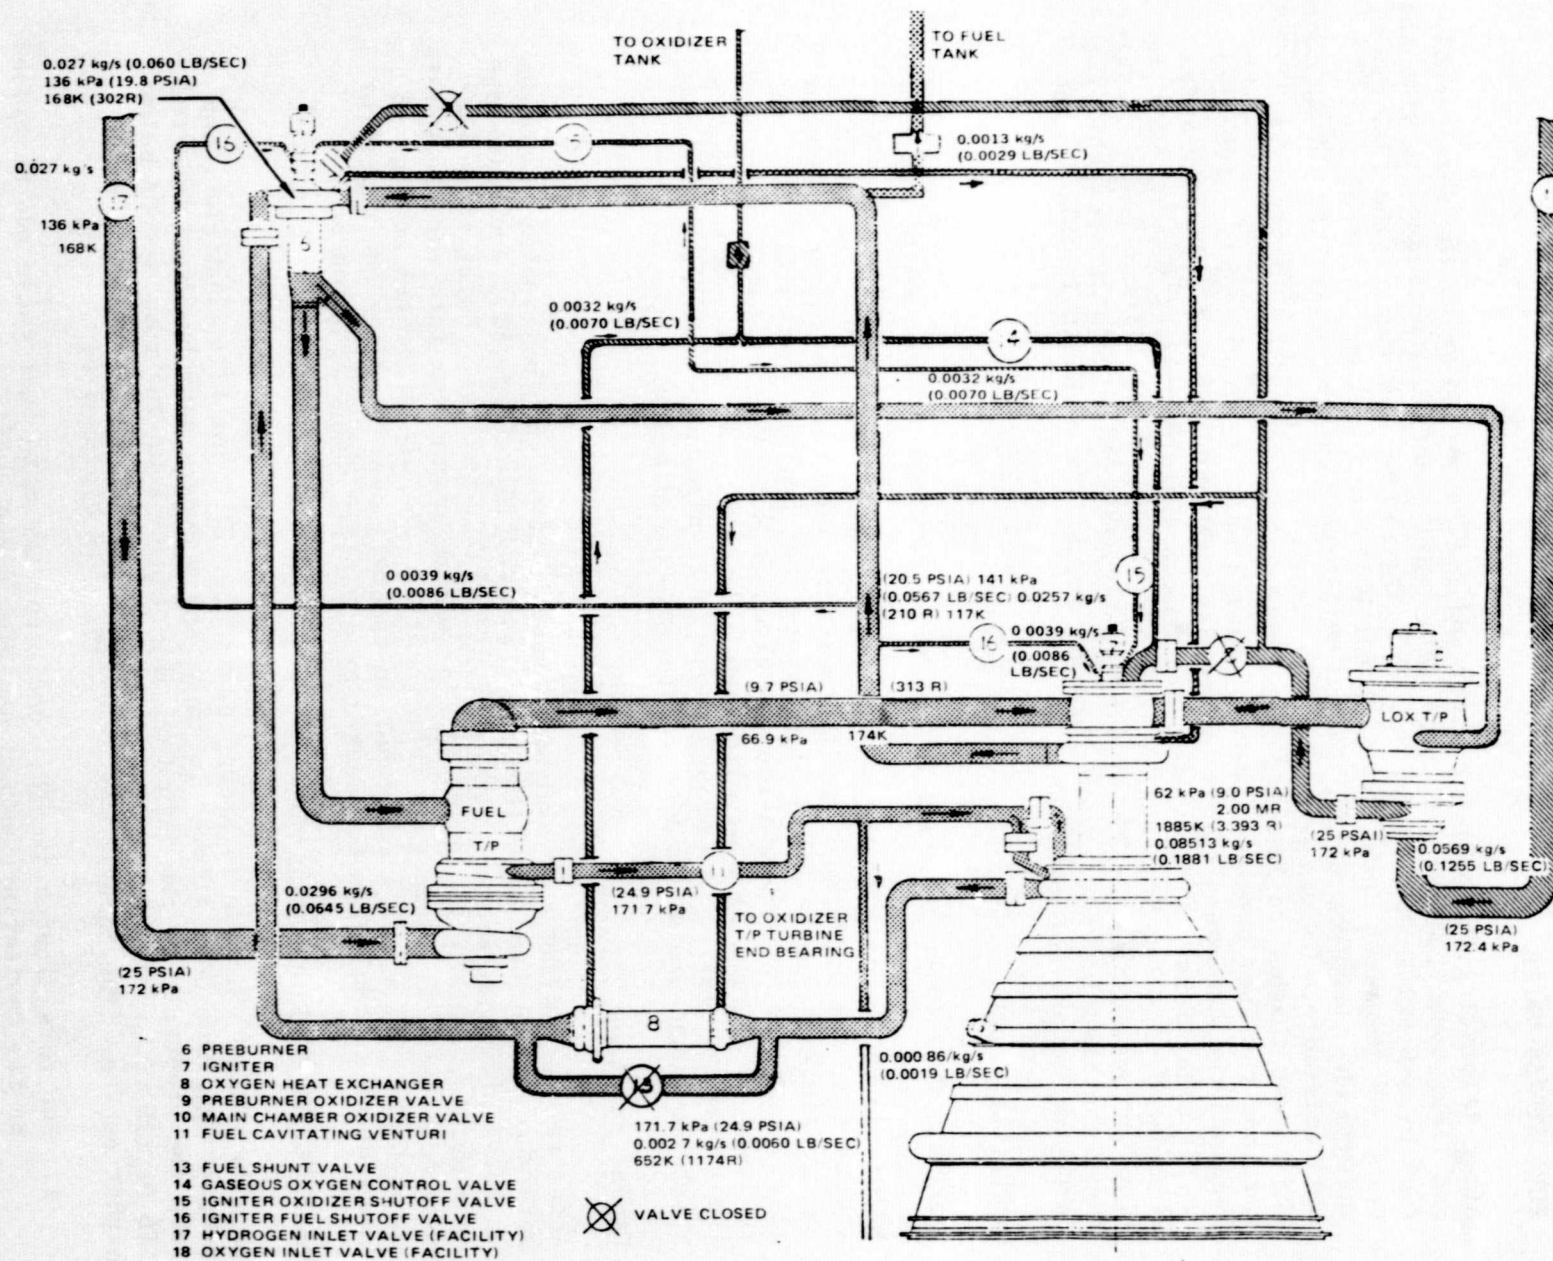 TO OXIDIZER
TANK
TO FUEL
TANK
0.027 kg/s (0.060 LB/SEC)
136 kPa (19.8 PSIA)
168K (302R)
16
0.0013 kg/s
(0.0029 LB/SEC)
0.027 kg/s
17
136 kPa
168K
6
0.0032 kg/s
(0.0070 LB/SEC)
14
0.0032 kg/s
(0.0070 LB/SEC)
0 0039 kg/s
(0.0086 LB/SEC)
15
(20.5 PSIA) 141 kPa
(0.0567 LB/SEC) 0.0257 kg/s
(210 R) 117K
16
0 0039 kg/s
(0.0086
LB/SEC)
(9.7 PSIA)
(313 R)
66.9 kPa
174K
LOX T/P
FUEL
T/P
62 kPa (9.0 PSIA)
2.00 MR
1885K (3.393 R)
0.08513 kg/s
(0.1881 LB/SEC)
(25 PSAI)
172 kPa
0.0569 kg/s
(0.1255 LB/SEC)
11
(24.9 PSIA)
171.7 kPa
0.0296 kg/s
(0.0645 LB/SEC)
TO OXIDIZER
T/P TURBINE
END BEARING
(25 PSIA)
172.4 kPa
(25 PSIA)
172 kPa
8
0.000 86/kg/s
(0.0019 LB/SEC)
13
171.7 kPa (24.9 PSIA)
0.002 7 kg/s (0.0060 LB/SEC)
652K (1174R)
6 PREBURNER
7 IGNITER
8 OXYGEN HEAT EXCHANGER
9 PREBURNER OXIDIZER VALVE
10 MAIN CHAMBER OXIDIZER VALVE
11 FUEL CAVITATING VENTURI
13 FUEL SHUNT VALVE
14 GASEOUS OXYGEN CONTROL VALVE
15 IGNITER OXIDIZER SHUTOFF VALVE
16 IGNITER FUEL SHUTOFF VALVE
17 HYDROGEN INLET VALVE (FACILITY)
18 OXYGEN INLET VALVE (FACILITY)
VALVE CLOSED